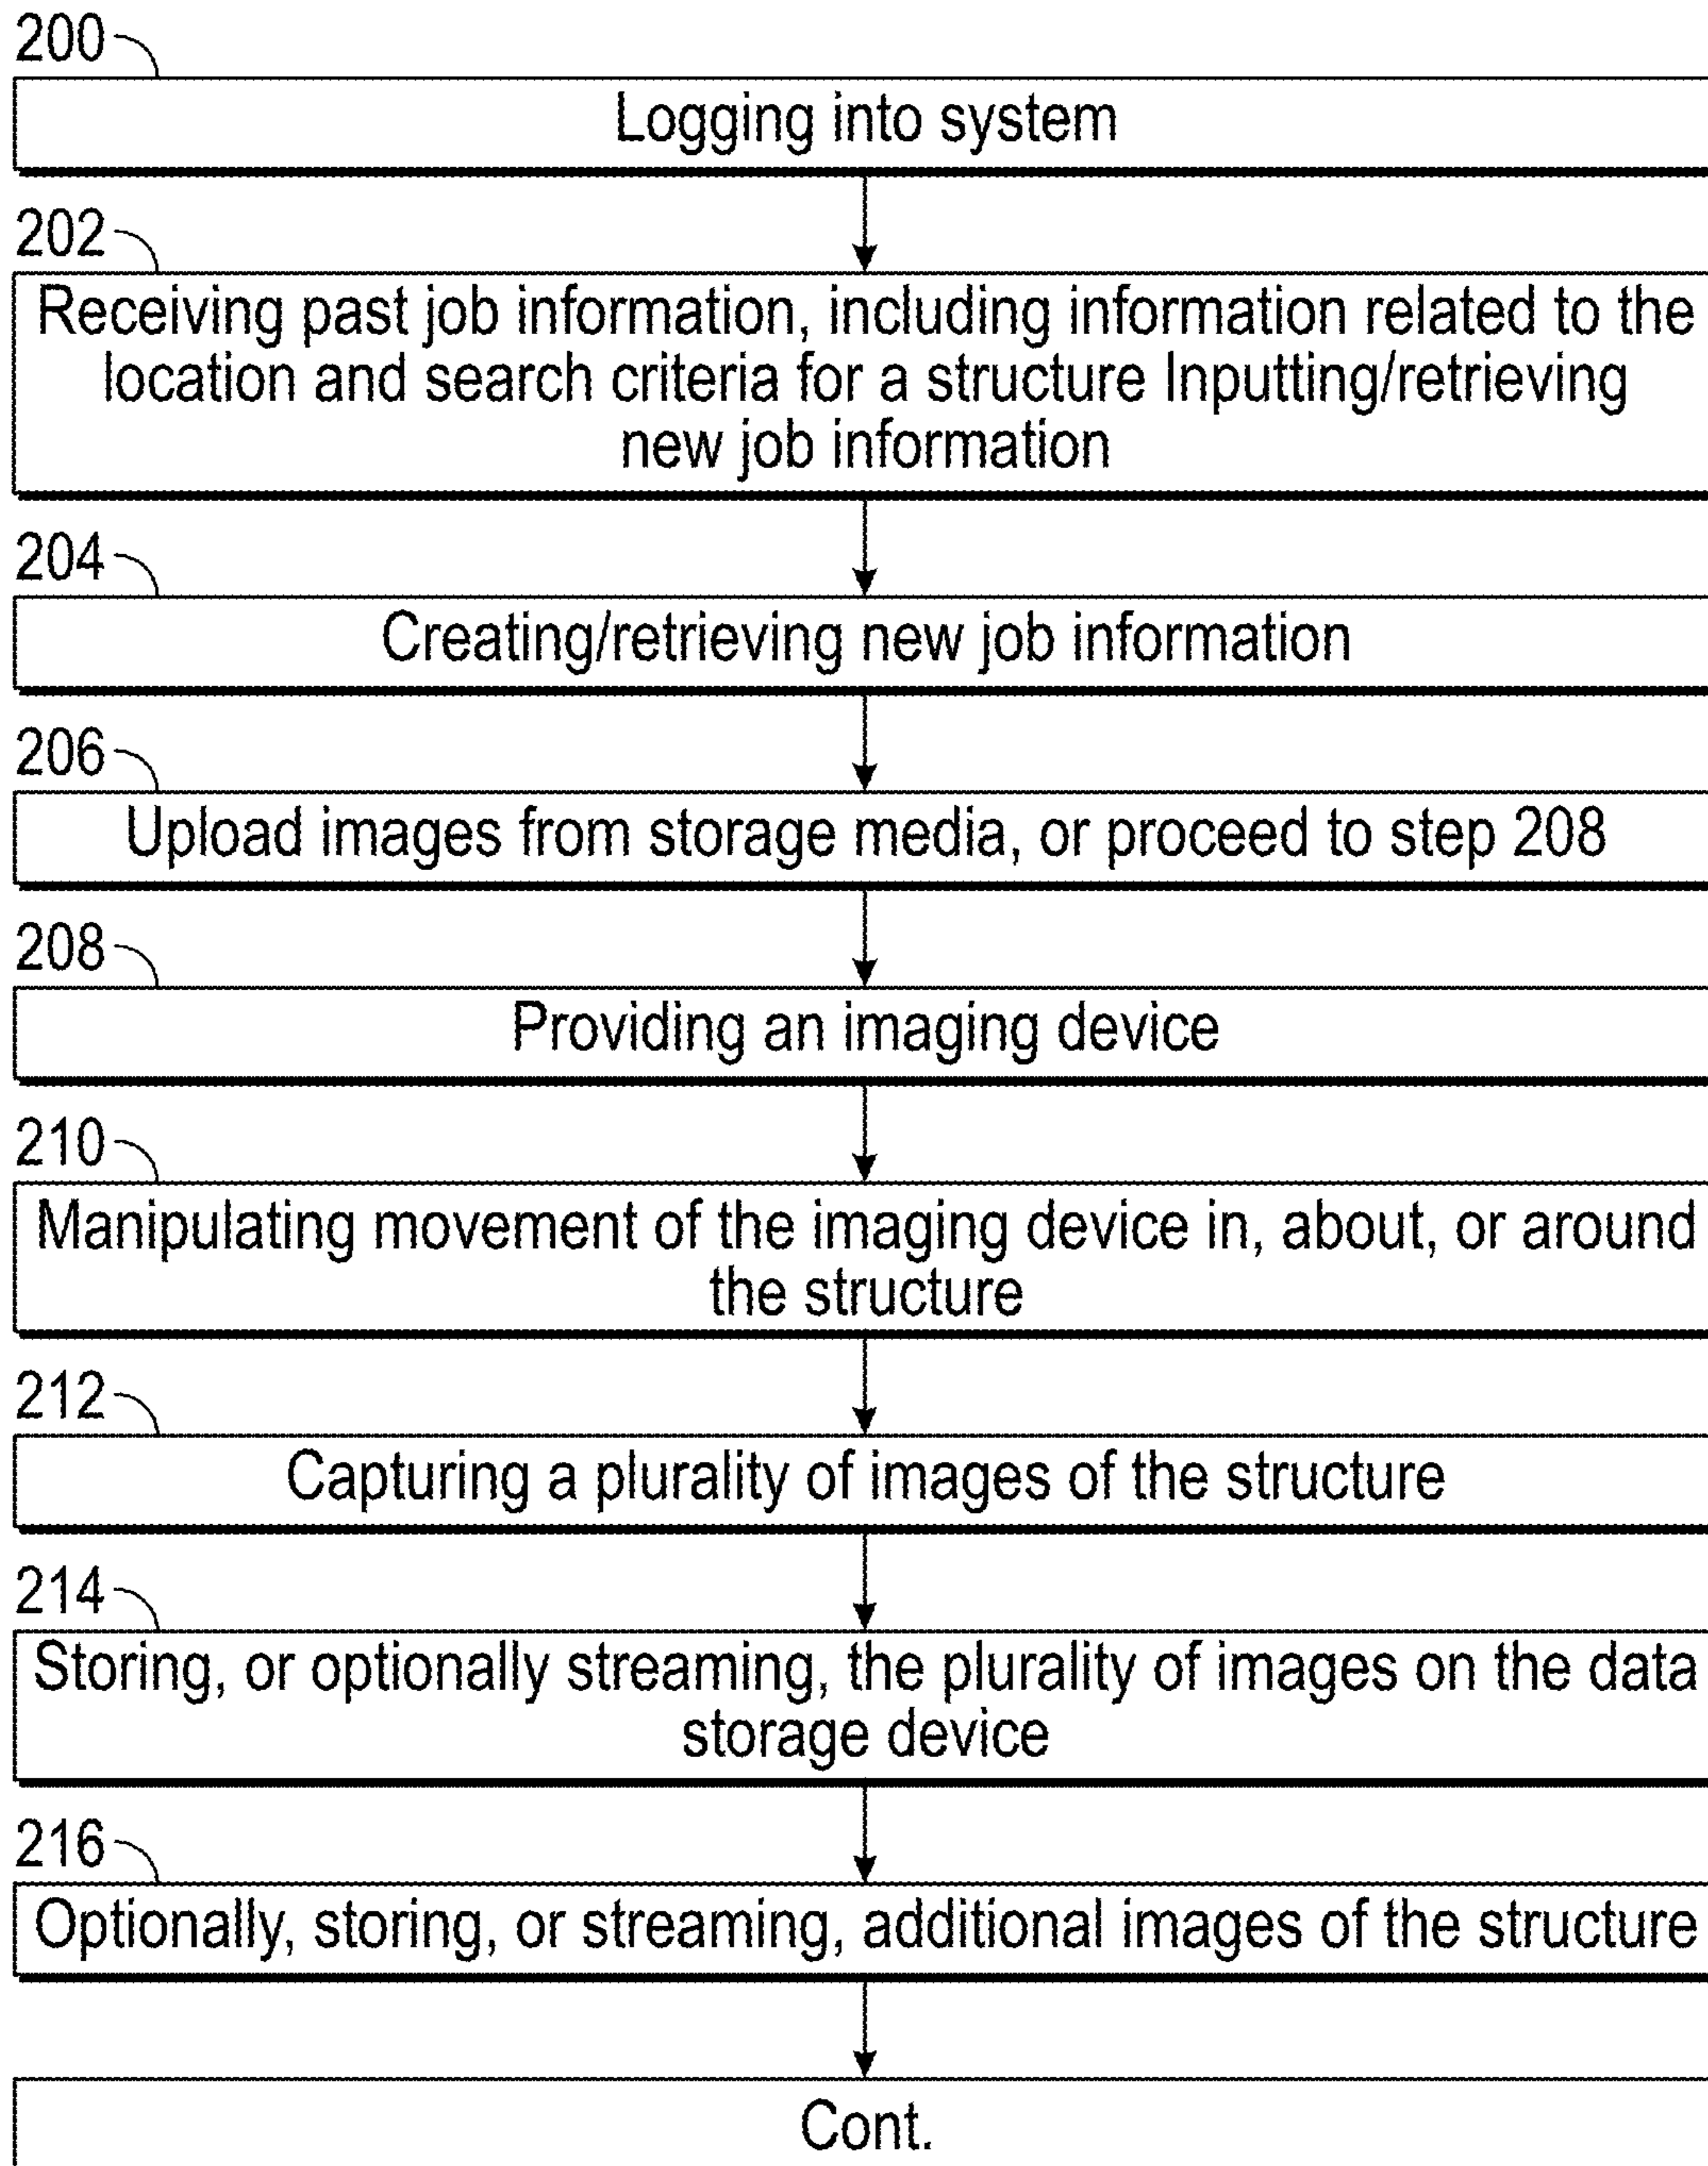 200
Logging into system
202
Receiving past job information, including information related to the
location and search criteria for a structure Inputting/retrieving
new job information
204
Creating/retrieving new job information
206
Upload images from storage media, or proceed to step 208
208
Providing an imaging device
210
Manipulating movement of the imaging device in, about, or around
the structure
212
Capturing a plurality of images of the structure
214
Storing, or optionally streaming, the plurality of images on the data
storage device
216
Optionally, storing, or streaming, additional images of the structure
Cont.